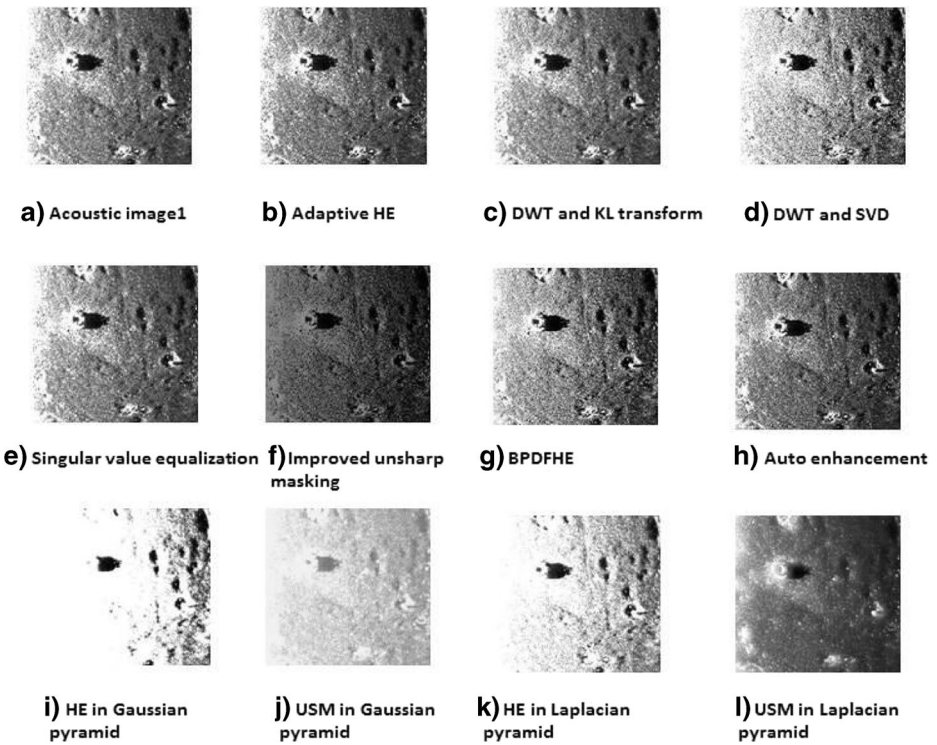 a) Acoustic image1
b) Adaptive HE
c) DWT and KL transform
d) DWT and SVD
e) Singular value equalization
f) Improved unsharp
masking
g) BPDFHE
h) Auto enhancement
i) HE in Gaussian
pyramid
j) USM in Gaussian
pyramid
k) HE in Laplacian
pyramid
l) USM in Laplacian
pyramid